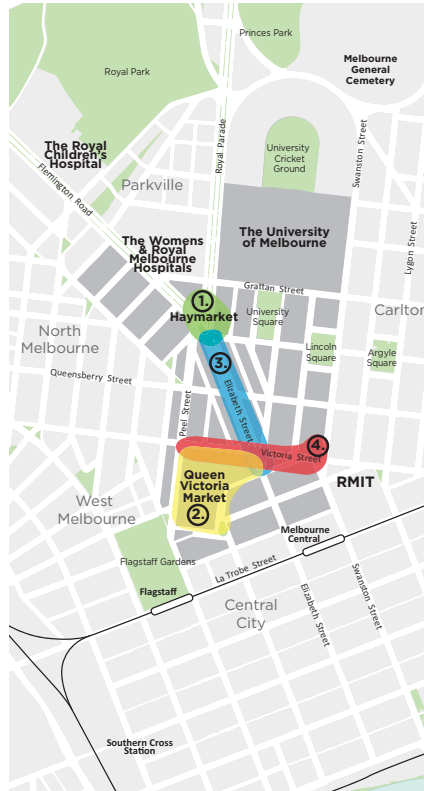 Princes Park
Royal Park
Melbourne
General
Cemetery
Royal Parade
Swanston Street
University
Cricket
Ground
The Royal
Children's
Hospital
Flemington Road
Parkville
The University
of Melbourne
Lygon Street
The Womens
& Royal
Melbourne
Hospitals
Grattan Street
1.
Haymarket
University
Square
Carlton
North
Melbourne
Lincoln
Square
Argyle
Square
3.
Queensberry Street
Elizabeth Street
Peel Street
4.
Victoria Street
Queen
Victoria
Market
2.
RMIT
West
Melbourne
Melbourne
Central
Flagstaff Gardens
La Trobe Street
Flagstaff
Central
City
Elizabeth Street
Swanston Street
Southern Cross
Station